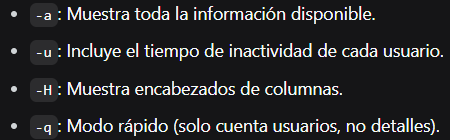 • -a: Muestra toda la información disponible.
• -u: Incluye el tiempo de inactividad de cada usuario.
• -H: Muestra encabezados de columnas.
• -q: Modo rápido (solo cuenta usuarios, no detalles).